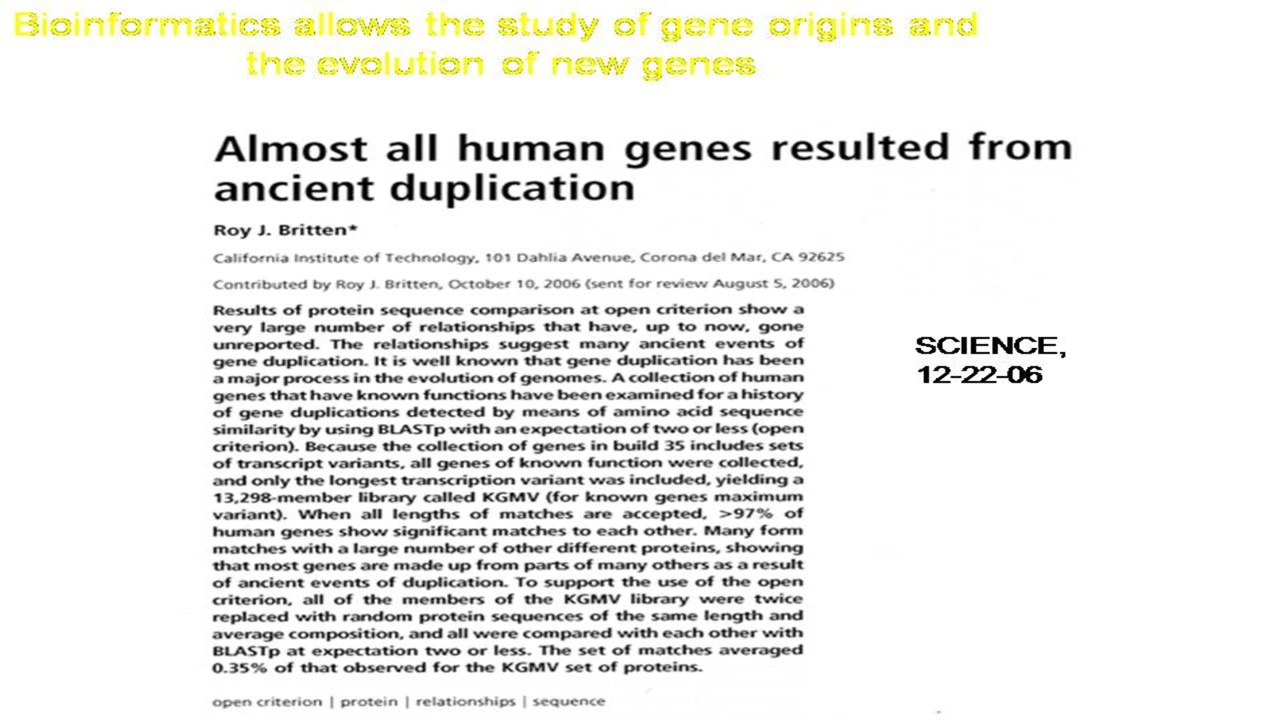 Bioinformatics allows the study of gene origins and
the evolution of new genes
Almost all human genes resulted from
ancient duplication
Roy J. Britten*
California Institute of Technology, 101 Dahlia Avenue, Corona del Mar, CA 92625
Contributed by Roy J. Britten, October 10, 2006 (sent for review August 5, 2006)
Results of protein sequence comparison at open criterion show a
very large number of relationships that have, up to now, gone
unreported. The relationships suggest many ancient events of
gene duplication. It is well known that gene duplication has been
a major process in the evolution of genomes. A collection of human
genes that have known functions have been examined for a history
of gene duplications detected by means of amino acid sequence
similarity by using BLASTp with an expectation of two or less (open
criterion). Because the collection of genes in build 35 includes sets
of transcript variants, all genes of known function were collected,
and only the longest transcription variant was included, yielding a
13,298-member library called KGMV (for known genes maximum
variant). When all lengths of matches are accepted, >97% of
human genes show significant matches to each other. Many form
matches with a large number of other different proteins, showing
that most genes are made up from parts of many others as a result
of ancient events of duplication. To support the use of the open
criterion, all of the members of the KGMV library were twice
replaced with random protein sequences of the same length and
average composition, and all were compared with each other with
BLASTp at expectation two or less. The set of matches averaged
0.35% of that observed for the KGMV set of proteins.
open criterion | protein | relationships | sequence
SCIENCE,
12-22-06